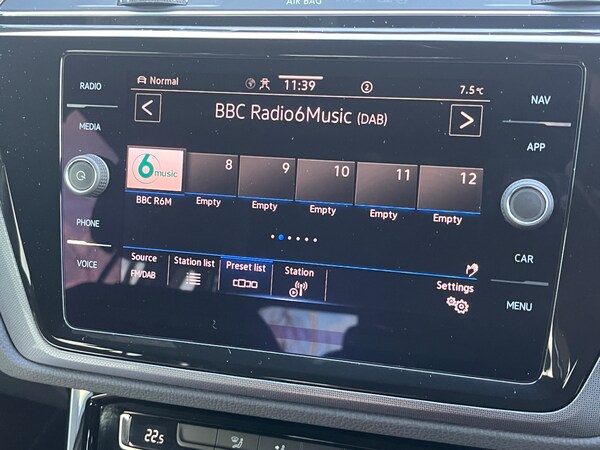 AIR BAG
RADIO
MEDIA
PHONE
VOICE
Normal
11:39
2
7.5°C
BBC Radio6Music (DAB)
6 music
8
9
10
11
12
BBC R6M
Empty
Empty
Empty
Empty
Empty
Source
FM/DAB
Station list
Preset list
Station
Settings
NAV
APP
CAR
MENU
22.5